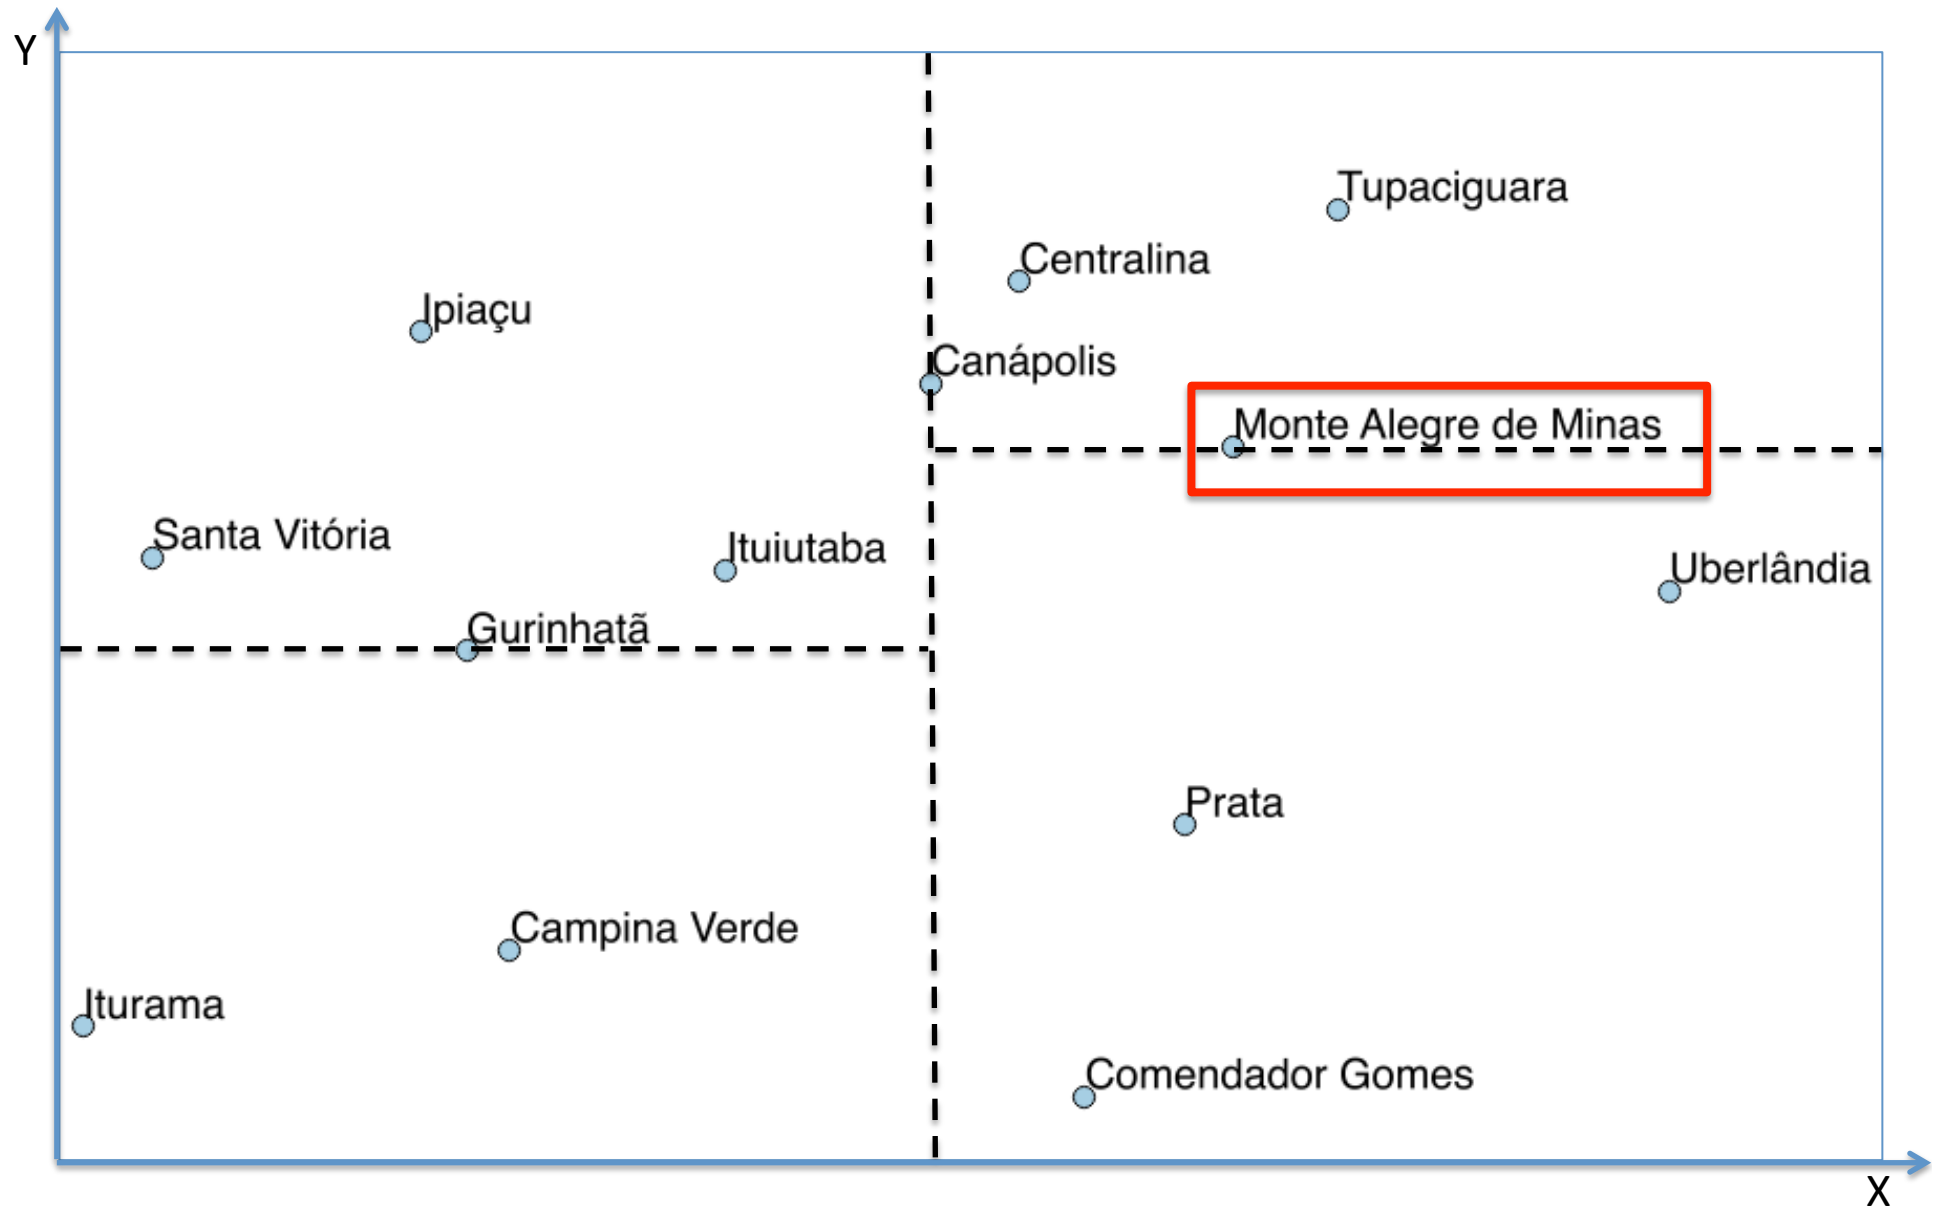 Y
Tupaciguara
Centralina
Ipiaçu
Canápolis
Monte Alegre de Minas
Santa Vitória
Ituiutaba
Uberlândia
Gurinhatã
Prata
Campina Verde
Iturama
Comendador Gomes
X